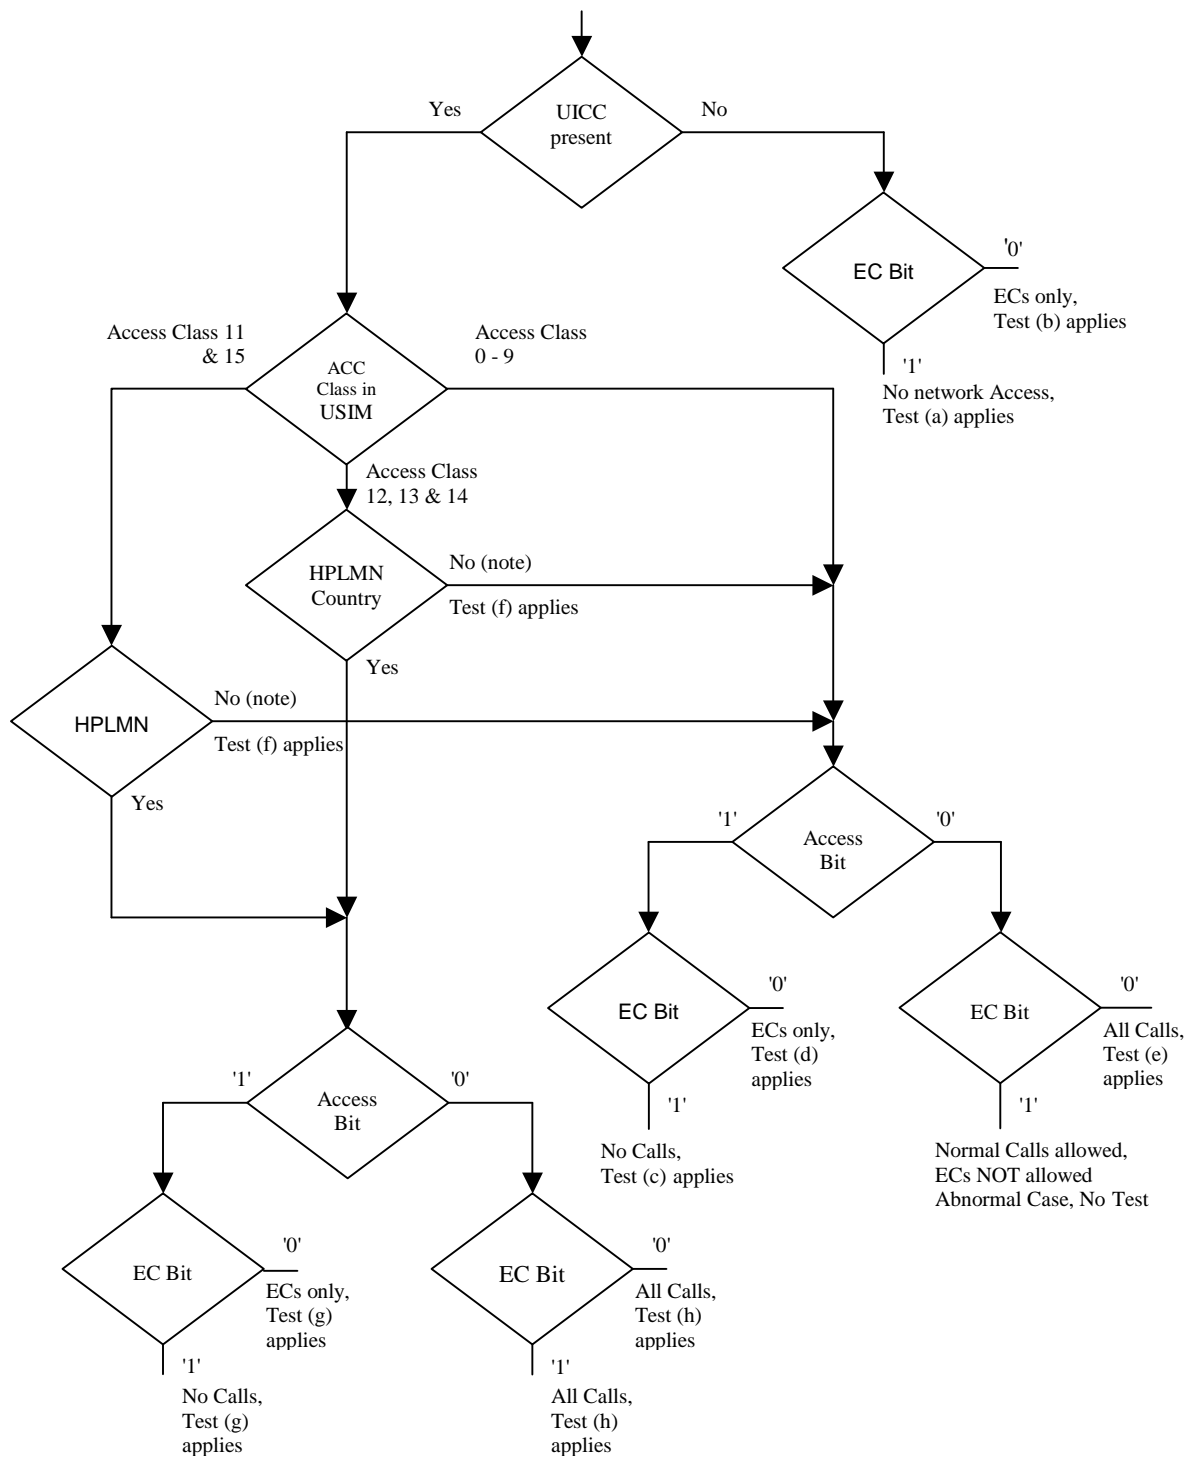 Yes
UICC
present
No
EC Bit
'0'
ECs only,
Test (b) applies
'1'
No network Access,
Test (a) applies
Access Class 11
& 15
ACC
Class in
USIM
Access Class
0 - 9
Access Class
12, 13 & 14
HPLMN
Country
No (note)
Test (f) applies
Yes
HPLMN
No (note)
Test (f) applies
Yes
'1'
Access
Bit
'0'
EC Bit
'0'
ECs only,
Test (d)
applies
'1'
No Calls,
Test (c) applies
EC Bit
'0'
All Calls,
Test (e)
applies
'1'
Normal Calls allowed,
ECs NOT allowed
Abnormal Case, No Test
'1'
Access
Bit
'0'
EC Bit
'0'
ECs only,
Test (g)
applies
'1'
No Calls,
Test (g)
applies
EC Bit
'0'
All Calls,
Test (h)
applies
'1'
All Calls,
Test (h)
applies